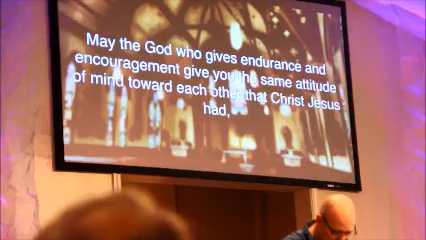 May the God who gives endurance and
encouragement give you the same attitude
of mind toward each other that Christ Jesus
had,